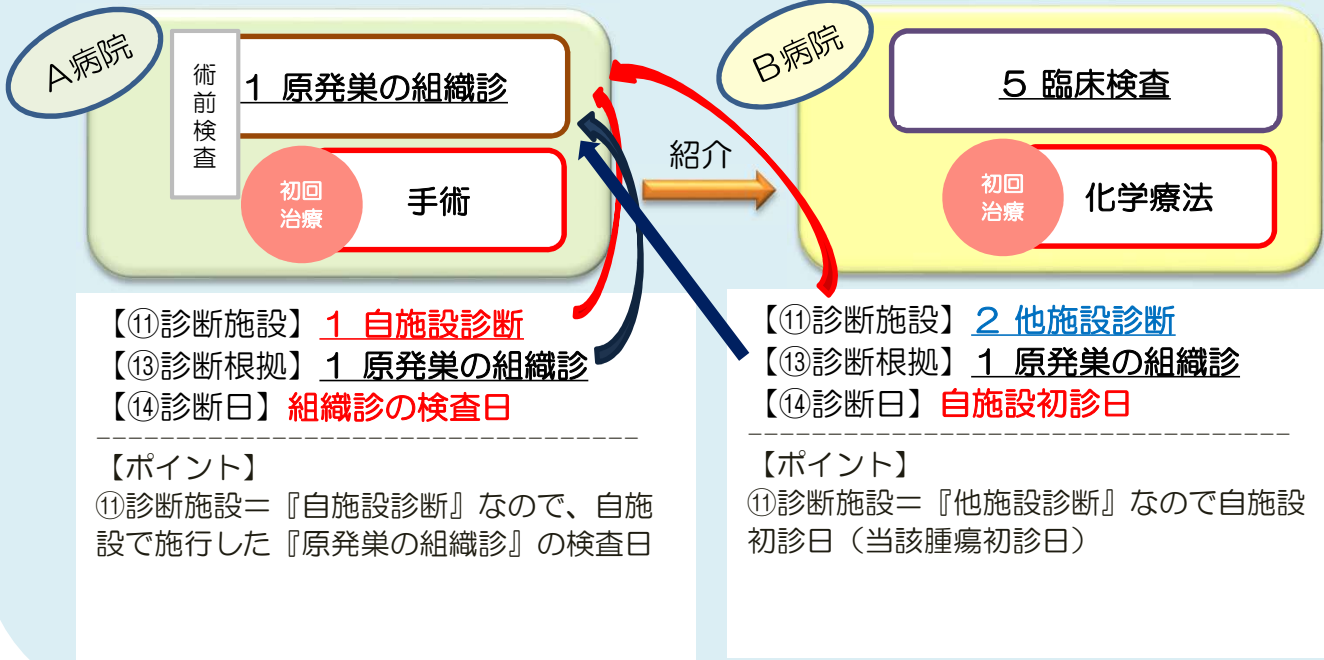 A病院
術前検査
1 原発巣の組織診
初回
治療
手術
紹介
B病院
5 臨床検査
初回
治療
化学療法
【⑪診断施設】1 自施設診断
【⑬診断根拠】1 原発巣の組織診
【⑭診断日】組織診の検査日
----------------------------------
【ポイント】
⑪診断施設＝『自施設診断』なので、自施
設で施行した『原発巣の組織診』の検査日
【⑪診断施設】2 他施設診断
【⑬診断根拠】1 原発巣の組織診
【⑭診断日】自施設初診日
----------------------------------
【ポイント】
⑪診断施設＝『他施設診断』なので自施設
初診日（当該腫瘍初診日）